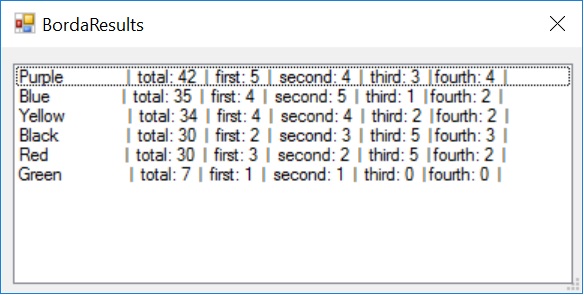 BordaResults
Purple | total: 42 | first: 5 | second: 4 | third: 3 |fourth: 4 |
Blue | total: 35 | first: 4 | second: 5 | third: 1 |fourth: 2 |
Yellow | total: 34 | first: 4 | second: 4 | third: 2 |fourth: 2 |
Black | total: 30 | first: 2 | second: 3 | third: 5 |fourth: 3 |
Red | total: 30 | first: 3 | second: 2 | third: 5 |fourth: 2 |
Green | total: 7 | first: 1 | second: 1 | third: 0 |fourth: 0 |